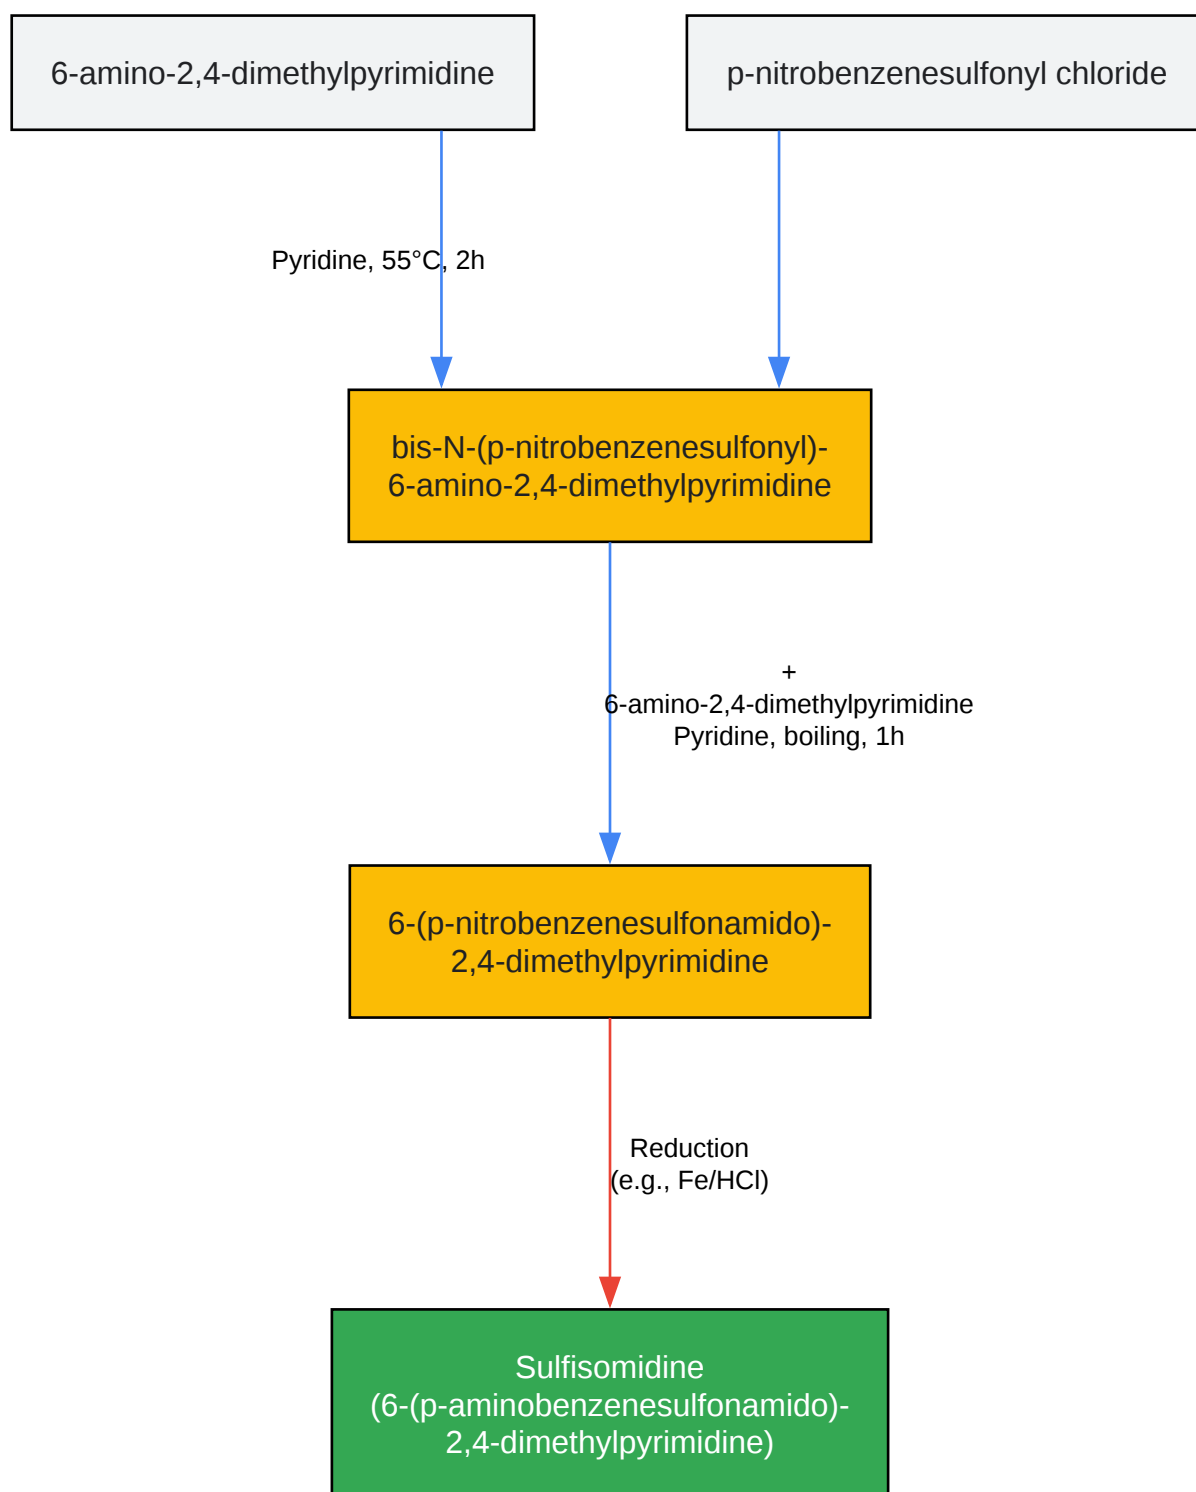 6-amino-2,4-dimethylpyrimidine
p-nitrobenzenesulfonyl chloride
Pyridine, 55°C, 2h
bis-N-(p-nitrobenzenesulfonyl)-
6-amino-2,4-dimethylpyrimidine
+
6-amino-2,4-dimethylpyrimidine
Pyridine, boiling, 1h
6-(p-nitrobenzenesulfonamido)-
2,4-dimethylpyrimidine
Reduction
(e.g., Fe/HCl)
Sulfisomidine
(6-(p-aminobenzenesulfonamido)-
2,4-dimethylpyrimidine)